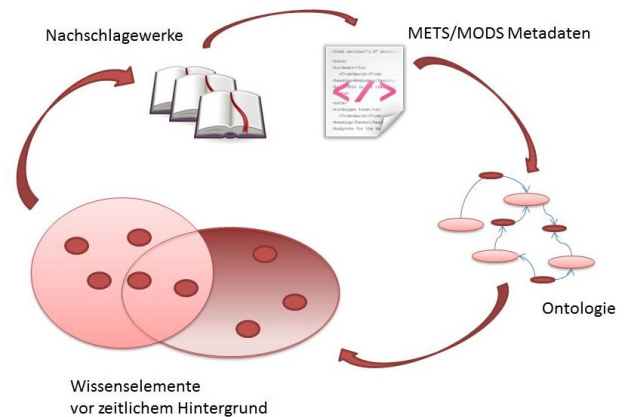 Nachschlagewerke
METS/MODS Metadaten
</>
Ontologie
Wissenselemente
vor zeitlichem Hintergrund